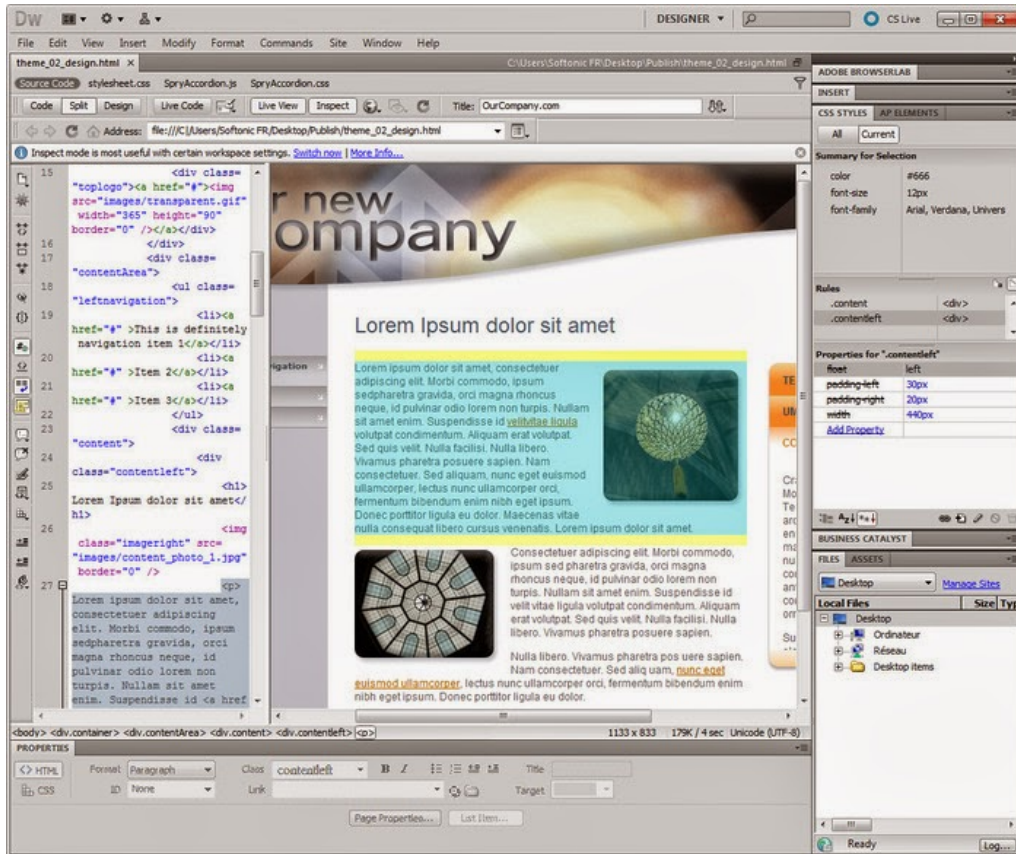 Dw
DESIGNER
CS Live
File Edit View Insert Modify Format Commands Site Window Help
theme_02_design.html
C:\Users\Softonic FR\Desktop\Publish\theme_02_design.html
Source Code stylesheet.css SpryAccordion.js SpryAccordion.css
Code Split Design Live Code Live View Inspect Title: OurCompany.com
Address: file:///C|/Users/Softonic FR/Desktop/Publish/theme_02_design.html
Inspect mode is most useful with certain workspace settings. Switch now | More Info...
15 <div class=
"toplogo"><a href="#"><img
src="images/transparent.gif"
width="365" height="90"
border="0" /></a></div>
16 </div>
17 <div class=
"contentArea">
18 <ul class=
"leftnavigation">
19 <li><a
href="#" >This is definitely
navigation item 1</a></li>
20 <li><a
href="#" >Item 2</a></li>
21 <li><a
href="#" >Item 3</a></li>
22 </ul>
23 <div class=
"content">
24 <div
class="contentleft">
25 <h1>
Lorem Ipsum dolor sit amet</
h1>
26 <img
class="imageright" src=
"images/content_photo_1.jpg"
border="0" />
27 <p>
Lorem ipsum dolor sit amet,
consectetuer adipiscing
elit. Morbi commodo, ipsum
sedpharetra gravida, orci
magna rhoncus neque, id
pulvinar odio lorem non
turpis. Nullam sit amet
enim. Suspendisse id <a href
r new
ompany
Lorem Ipsum dolor sit amet
vigation
Lorem ipsum dolor sit amet, consectetuer
adipiscing elit. Morbi commodo, ipsum
sedpharetra gravida, orci magna rhoncus
neque, id pulvinar odio lorem non turpis. Nullam
sit amet enim. Suspendisse id velitvitae ligula
volutpat condimentum. Aliquam erat volutpat.
Sed quis velit. Nulla facilisi. Nulla libero.
Vivamus pharetra posuere sapien. Nam
consectetuer. Sed aliquam, nunc eget euismod
ullamcorper, lectus nunc ullamcorper orci,
fermentum bibendum enim nibh eget ipsum.
Donec porttitor ligula eu dolor. Maecenas vitae
nulla consequat libero cursus venenatis. Lorem ipsum dolor sit amet.
Consectetuer adipiscing elit. Morbi commodo,
ipsum sed pharetra gravida, orci magna
rhoncus neque, id pulvinar odio lorem non
turpis. Nullam sit amet enim. Suspendisse id
velit vitae ligula volutpat condimentum. Aliquam
erat volutpat. Sed quis velit. Nulla facilisi. Nulla
libero. Vivamus pharetra posuere sapien.
Nulla libero. Vivamus pharetra pos uere sapien,
Nam consectetuer. Sed aliq uam, nunc eget
euismod ullamcorper, lectus nunc ullamcorper orci, fermentum bibendum enim
nibh eget ipsum. Donec porttitor ligula eu dolor.
TE
UM
CO
<body> <div.container> <div.contentArea> <div.content> <div.contentleft> <p>
1133 x 833 179K / 4 sec Unicode (UTF-8)
PROPERTIES
<> HTML Format Paragraph Class contentleft B I Title
CSS ID None Link Target
Page Properties... List Item...
ADOBE BROWSERLAB
INSERT
CSS STYLES AP ELEMENTS
All Current
Summary for Selection
color #666
font-size 12px
font-family Arial, Verdana, Univers
Rules
.content <div>
.contentleft <div>
Properties for ".contentleft"
float left
padding-left 30px
padding-right 20px
width 440px
Add Property
BUSINESS CATALYST
FILES ASSETS
Desktop Manage Sites
Local Files Size Typ
Desktop
Ordinateur
Réseau
Desktop items
Ready Log...